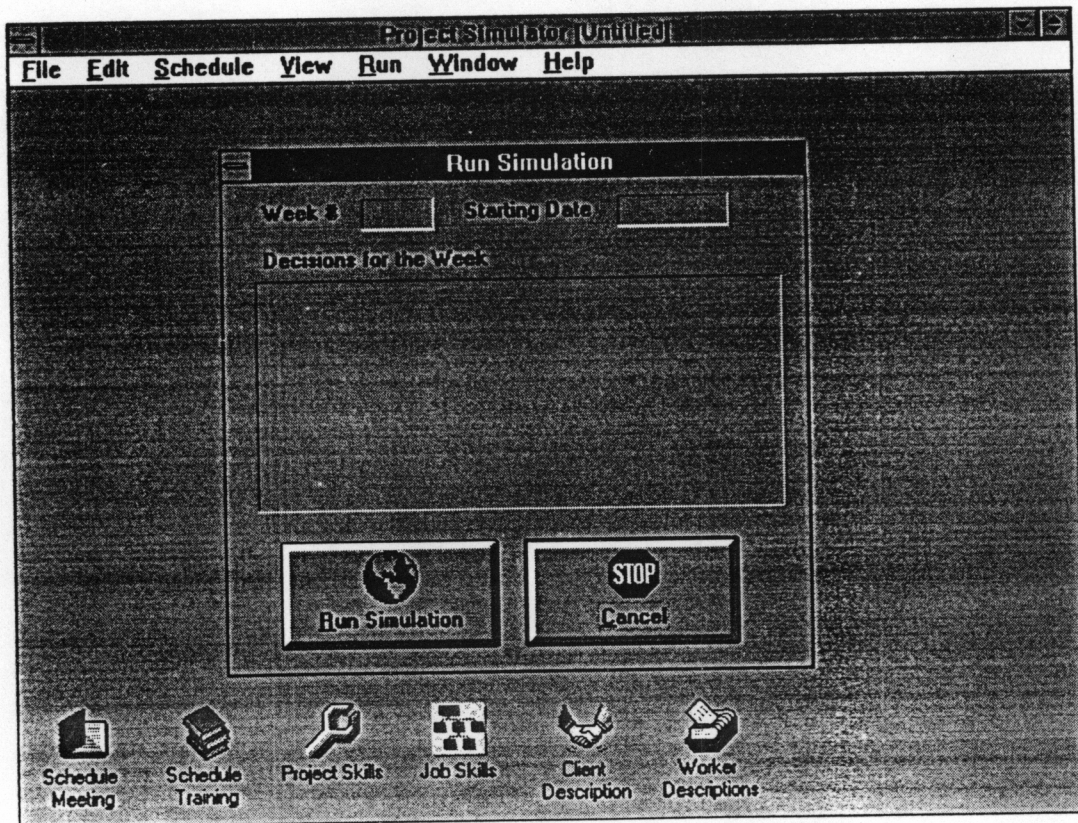 Project Simulator [Untitled]
File Edit Schedule View Run Window Help
Run Simulation
Week # Starting Date
Decisions for the Week
STOP
Run Simulation Cancel
Schedule Meeting
Schedule Training
Project Skills
Job Skills
Client Description
Worker Descriptions